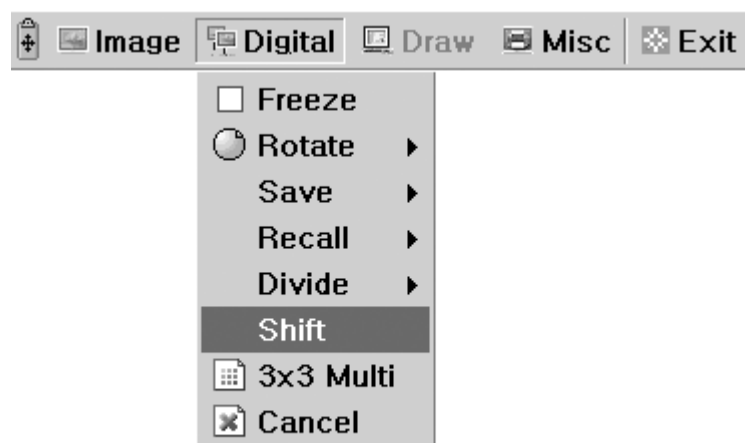 Image Digital Draw Misc Exit
Freeze
Rotate
Save
Recall
Divide
Shift
3x3 Multi
Cancel